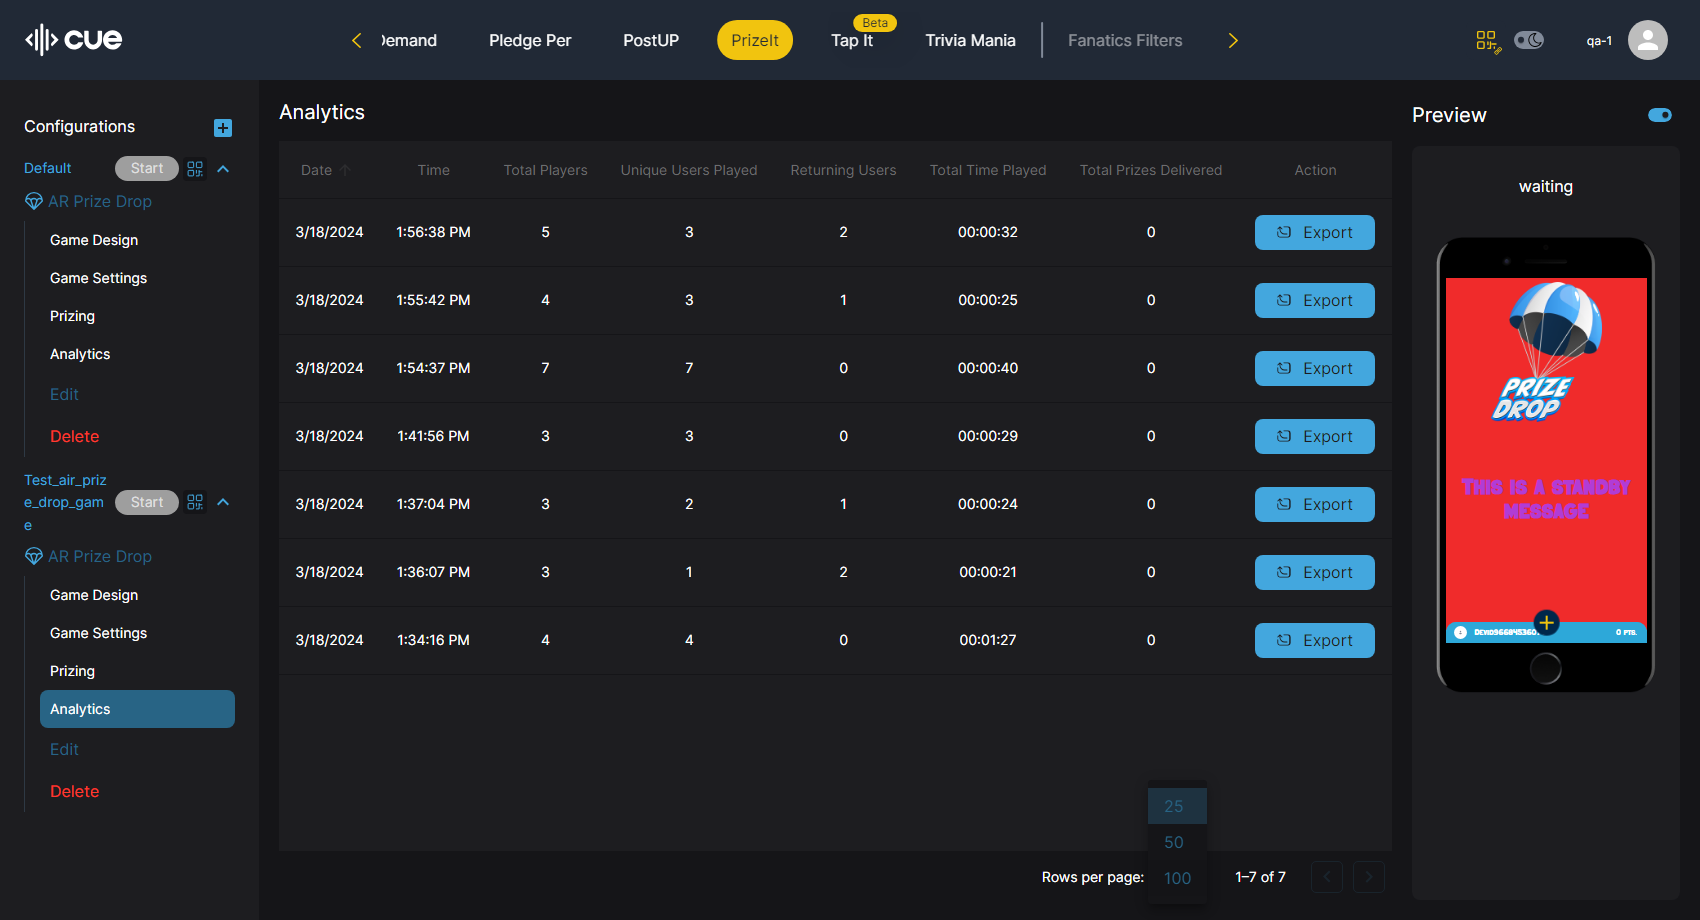 cue
Demand
Pledge Per
PostUP
PrizeIt
Beta
Tap It
Trivia Mania
Fanatics Filters
qa-1
Configurations
Default
Start
AR Prize Drop
Game Design
Game Settings
Prizing
Analytics
Edit
Delete
Test_air_priz
e_drop_gam
e
Start
AR Prize Drop
Game Design
Game Settings
Prizing
Analytics
Edit
Delete
Analytics
Date Time Total Players Unique Users Played Returning Users Total Time Played Total Prizes Delivered Action
3/18/2024 1:56:38 PM 5 3 2 00:00:32 0 Export
3/18/2024 1:55:42 PM 4 3 1 00:00:25 0 Export
3/18/2024 1:54:37 PM 7 7 0 00:00:40 0 Export
3/18/2024 1:41:56 PM 3 3 0 00:00:29 0 Export
3/18/2024 1:37:04 PM 3 2 1 00:00:24 0 Export
3/18/2024 1:36:07 PM 3 1 2 00:00:21 0 Export
3/18/2024 1:34:16 PM 4 4 0 00:01:27 0 Export
25
50
100
Rows per page:
1–7 of 7
Preview
waiting
PRIZE
DROP
This is a standby
message
0 pts.